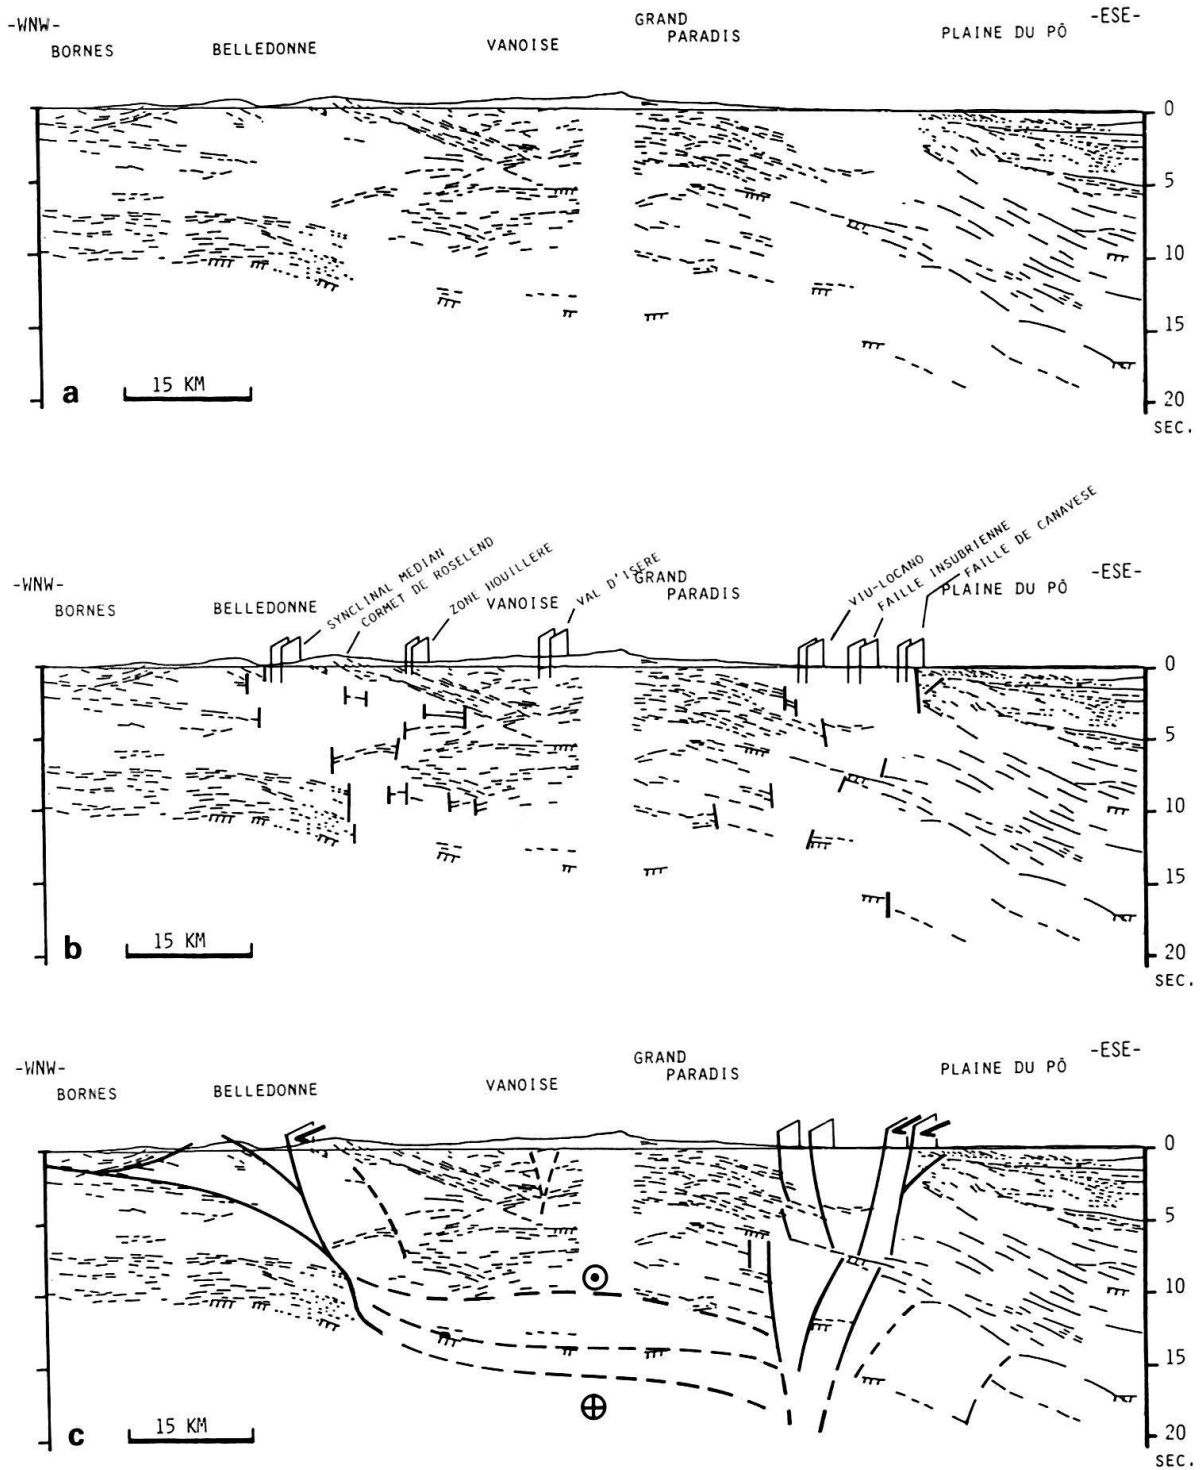 -WNW-
BORNES
BELLEDONNE
VANOISE
GRAND
PARADIS
PLAINE DU PÔ
-ESE-
0
5
10
15
20
SEC.
15 KM
a
-WNW-
BORNES
BELLEDONNE
SYNCLINAL MEDIAN
CORMET DE ROSELEND
ZONE HOUILLERE
VANOISE
VAL D'ISERE
GRAND
PARADIS
VIU-LOCANO
FAILLE INSUBRIENNE
FAILLE DE CANAVESE
PLAINE DU PÔ
-ESE-
0
5
10
15
20
SEC.
15 KM
b
-WNW-
BORNES
BELLEDONNE
VANOISE
GRAND
PARADIS
PLAINE DU PÔ
-ESE-
0
5
10
15
20
SEC.
15 KM
c